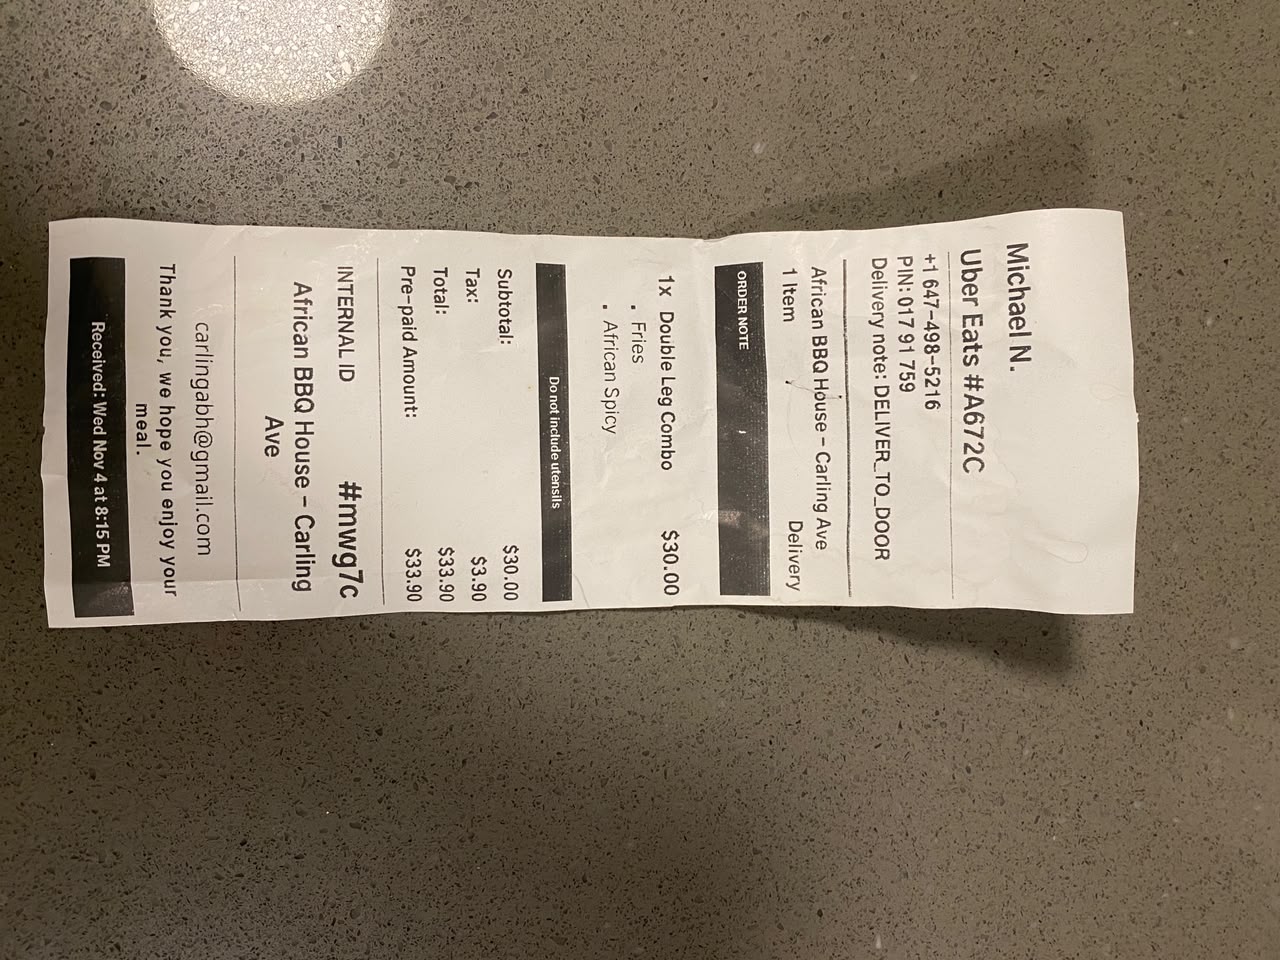 Michael N.
Uber Eats #A672C
+1 647-498-5216
PIN: 017 91 759
Delivery note: DELIVER_TO_DOOR
African BBQ House - Carling Ave
1 Item Delivery
ORDER NOTE
1x Double Leg Combo $30.00
. Fries
. African Spicy
Do not include utensils
Subtotal: $30.00
Tax: $3.90
Total: $33.90
Pre-paid Amount: $33.90
INTERNAL ID #mwg7c
African BBQ House - Carling
Ave
carlingabh@gmail.com
Thank you, we hope you enjoy your
meal.
Received: Wed Nov 4 at 8:15 PM